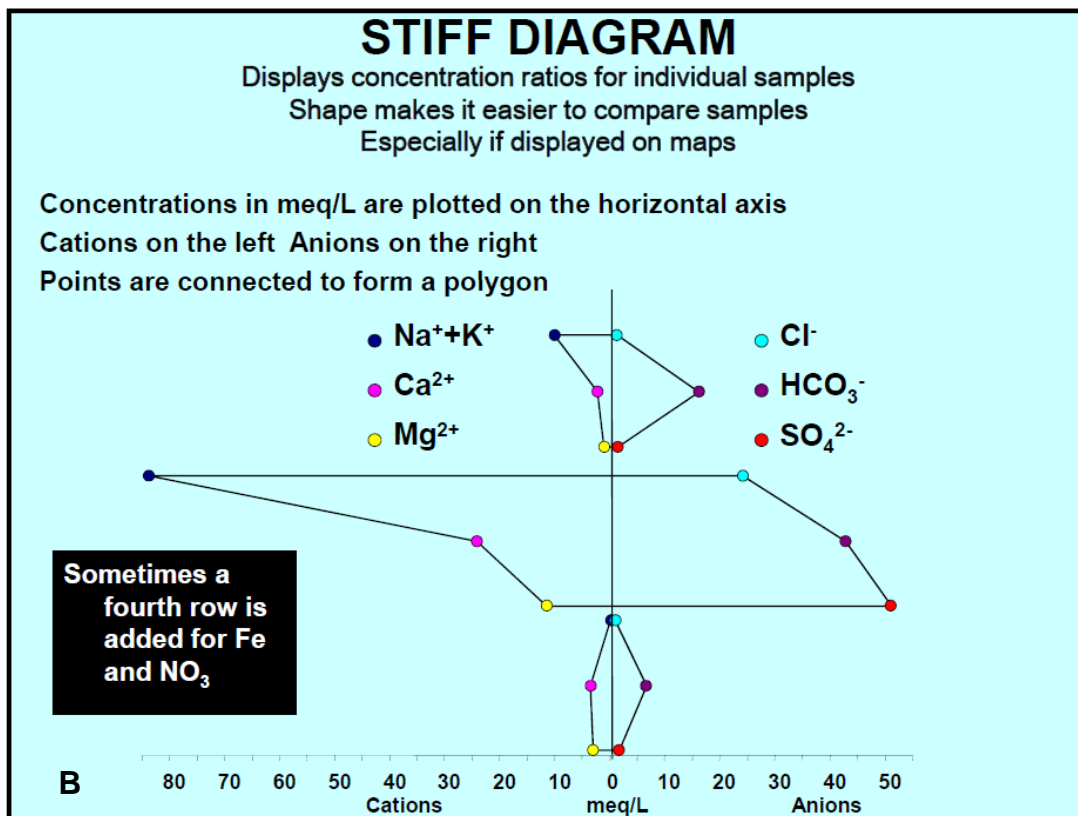 STIFF DIAGRAM
Displays concentration ratios for individual samples
Shape makes it easier to compare samples
Especially if displayed on maps
Concentrations in meq/L are plotted on the horizontal axis
Cations on the left  Anions on the right
Points are connected to form a polygon
Na⁺+K⁺
Cl⁻
Ca²⁺
HCO₃⁻
Mg²⁺
SO₄²⁻
Sometimes a
fourth row is
added for Fe
and NO₃
80 70 60 50 40 30 20 10 0 10 20 30 40 50
B
Cations meq/L Anions